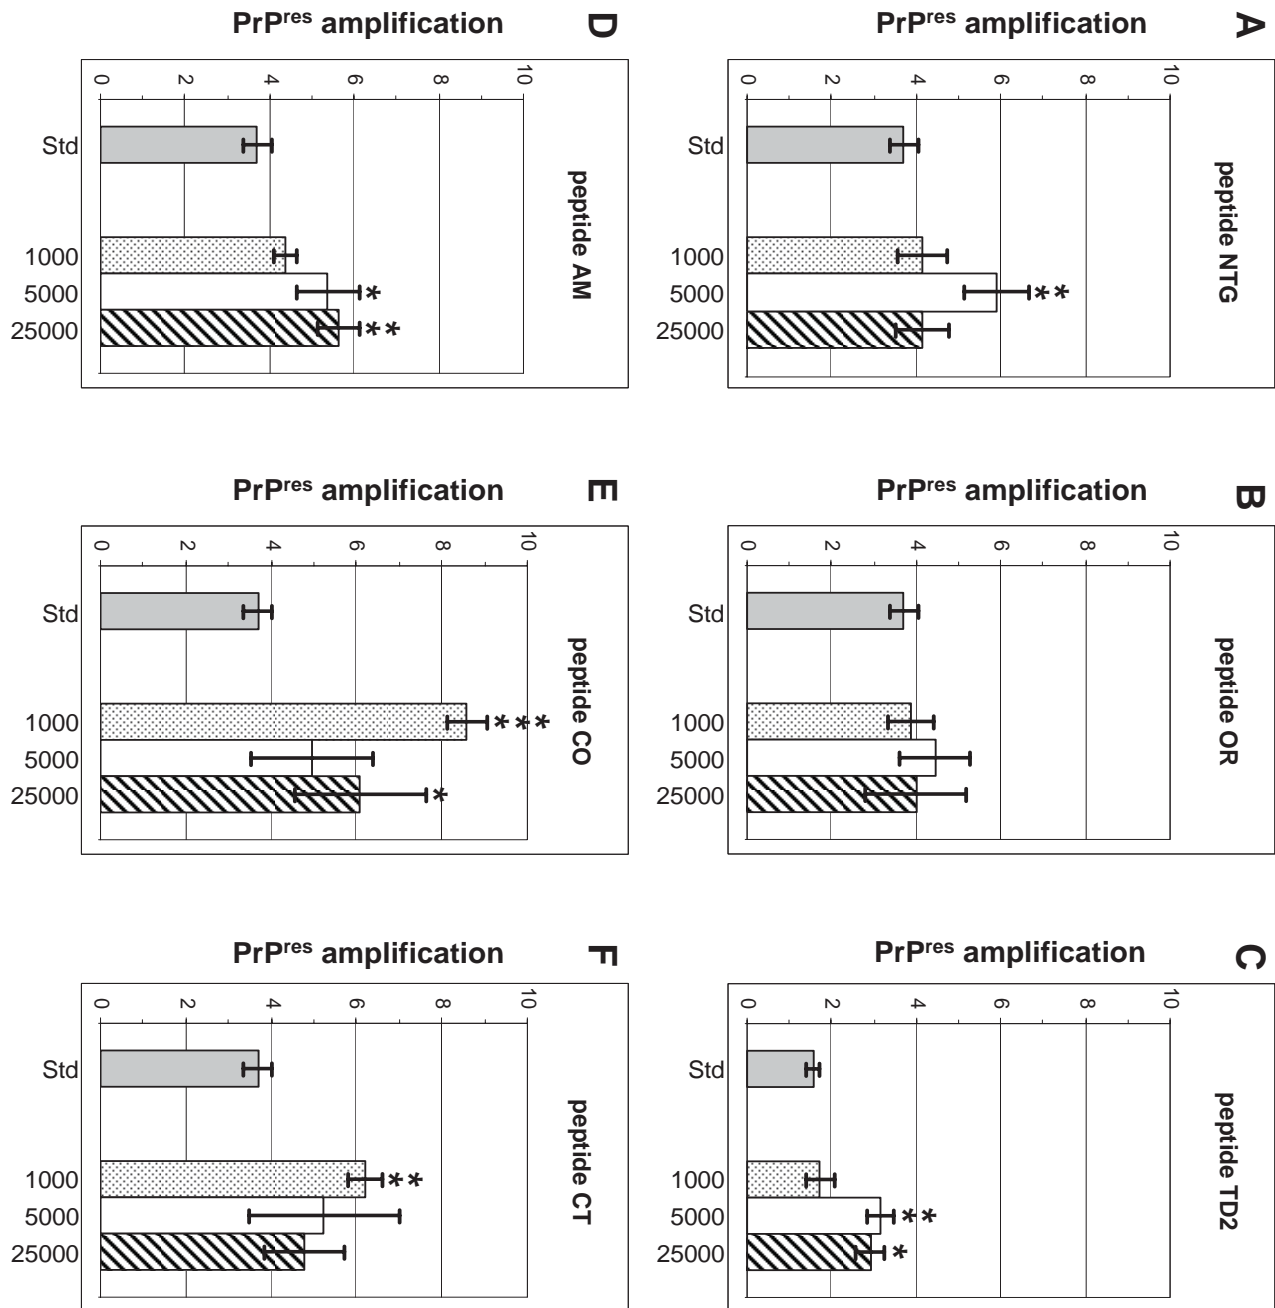 A
peptide NTG
PrPres amplification
10
8
6
4
2
0
Std
1000
5000
25000
**
B
peptide OR
PrPres amplification
10
8
6
4
2
0
Std
1000
5000
25000
C
peptide TD2
PrPres amplification
10
8
6
4
2
0
Std
1000
5000
25000
**
*
D
peptide AM
PrPres amplification
10
8
6
4
2
0
Std
1000
5000
25000
*
**
E
peptide CO
PrPres amplification
10
8
6
4
2
0
Std
1000
5000
25000
***
*
F
peptide CT
PrPres amplification
10
8
6
4
2
0
Std
1000
5000
25000
**